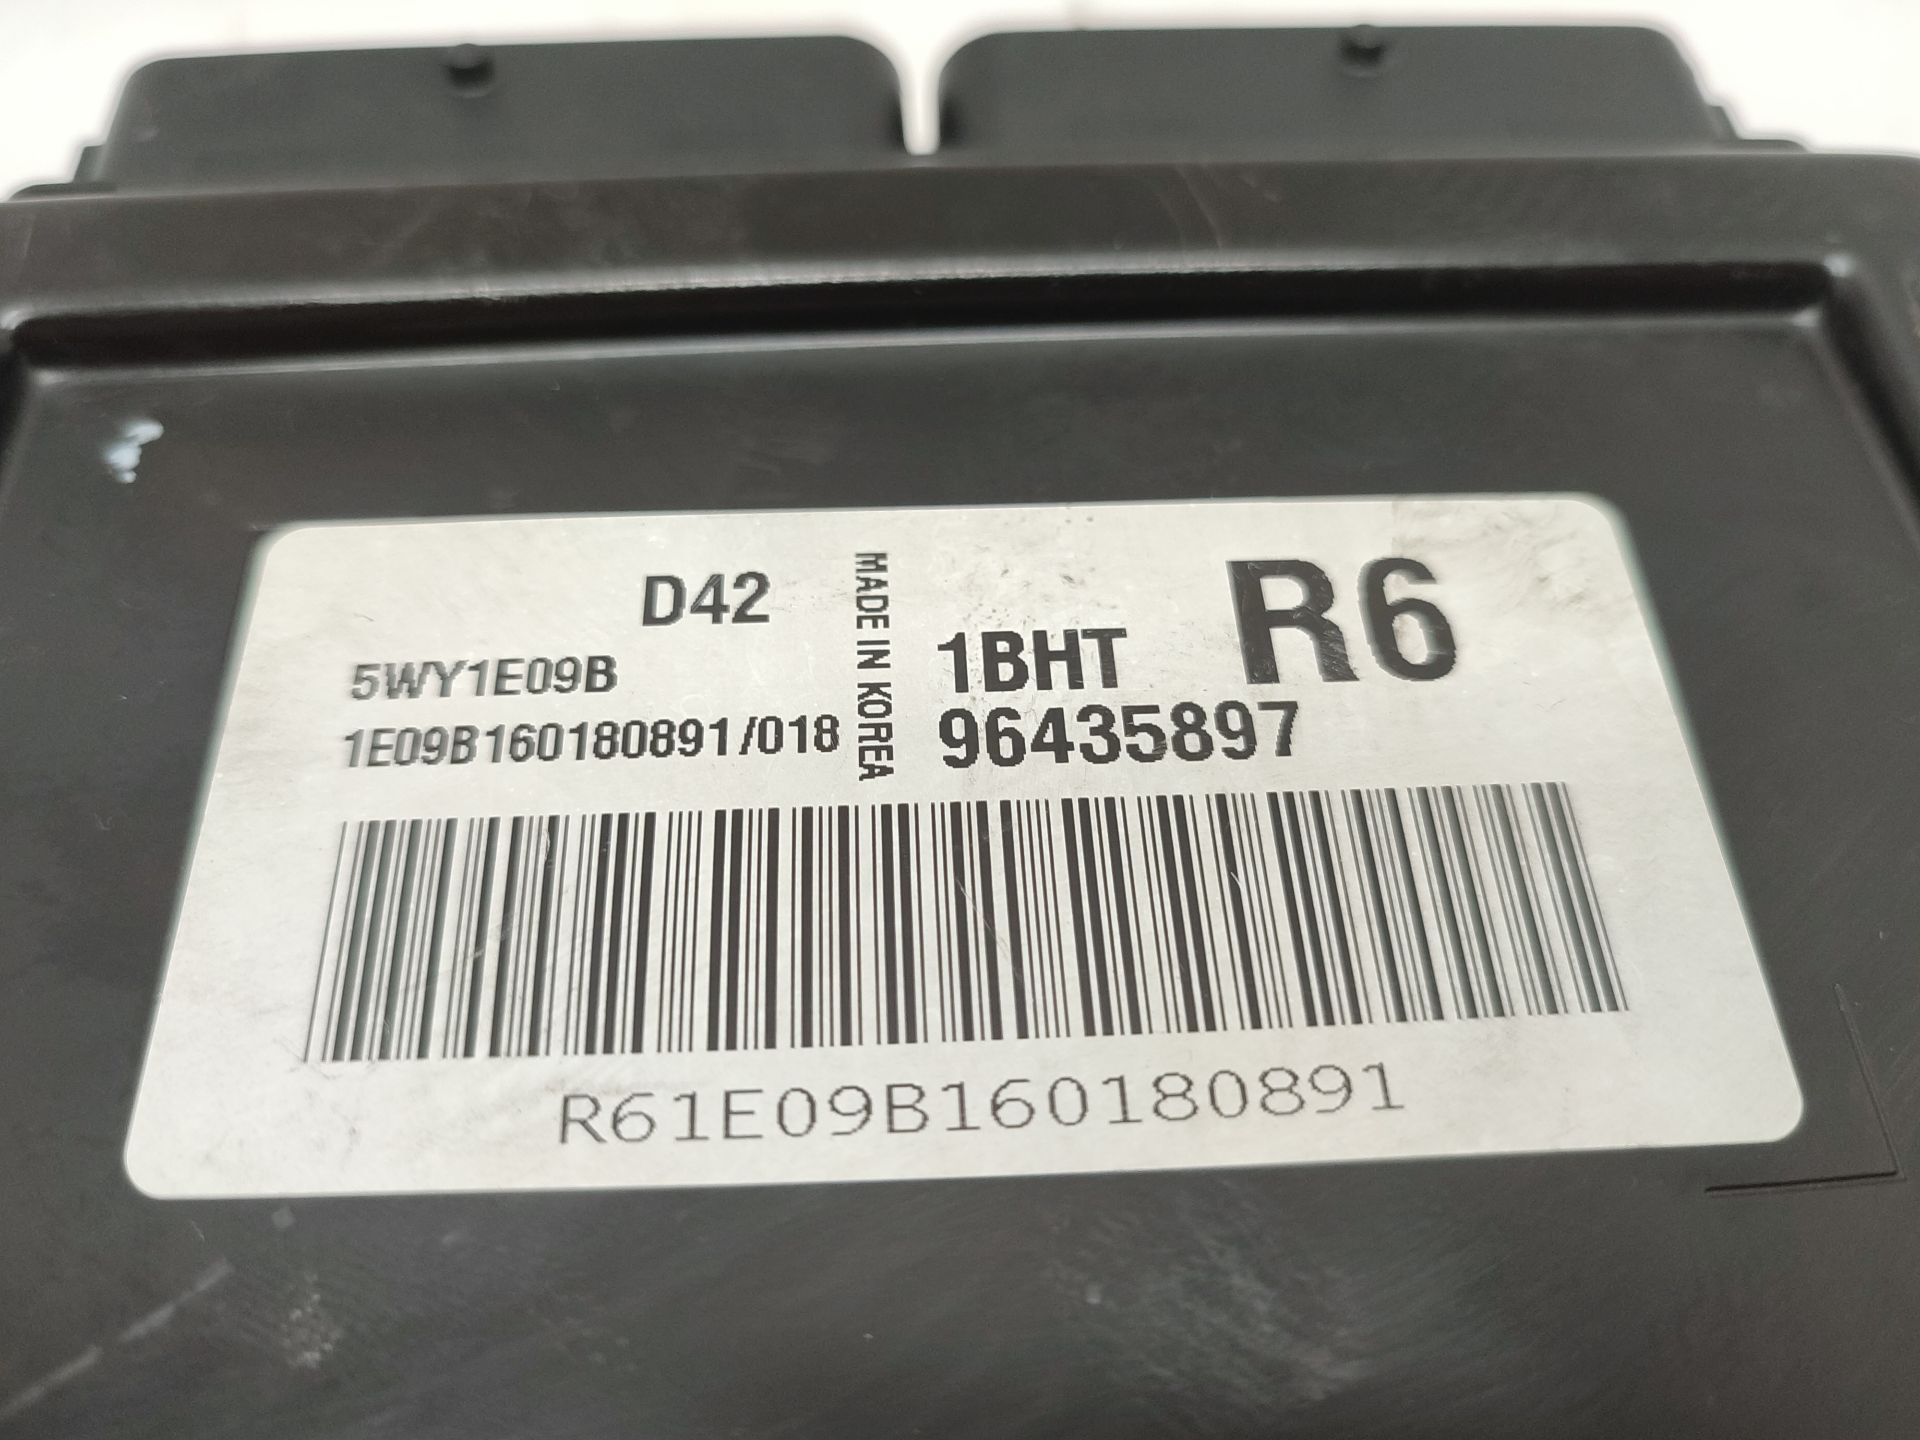 D42
5WY1E09B
1E09B160180891/018
MADE IN KOREA
1BHT
R6
96435897
R61E09B160180891